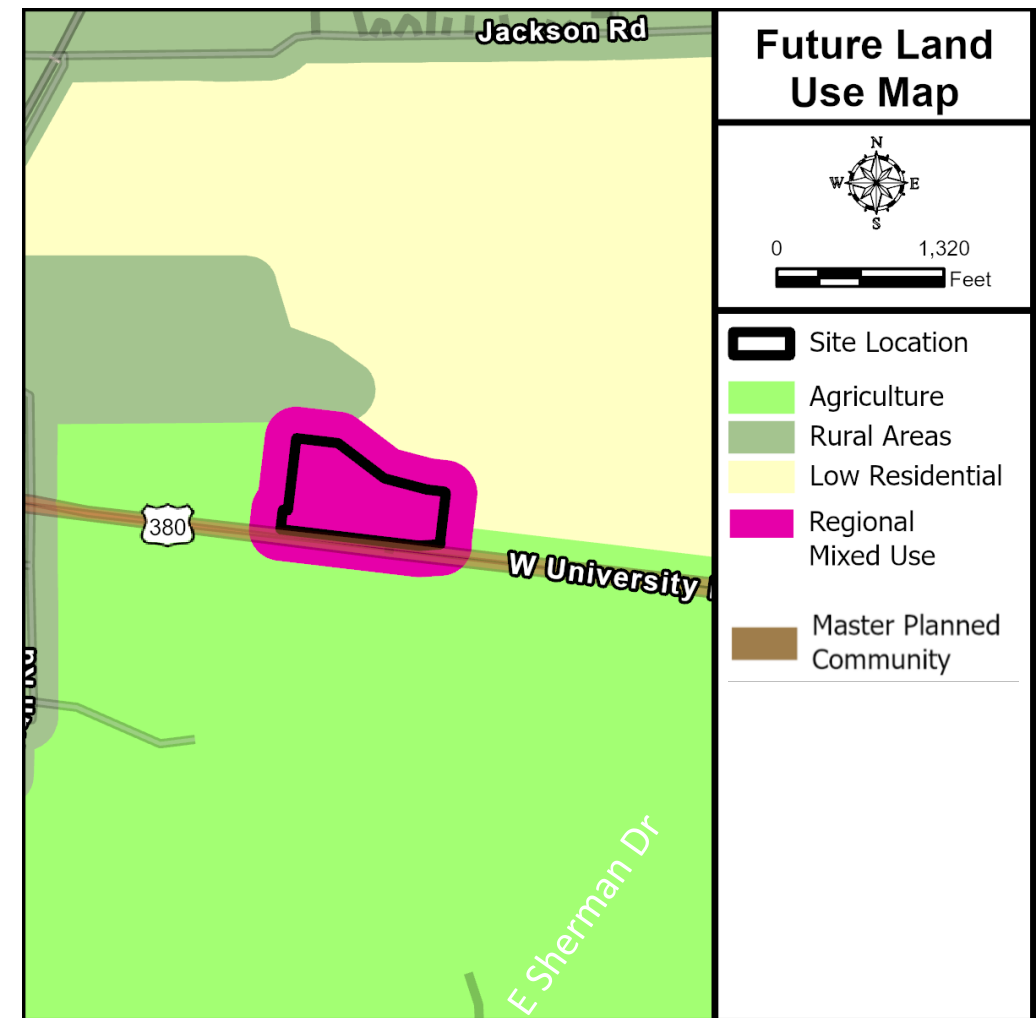 Jackson Rd
380
W University
E Sherman Dr
Future Land
Use Map
N
W
E
S
0
1,320
Feet
Site Location
Agriculture
Rural Areas
Low Residential
Regional
Mixed Use
Master Planned
Community